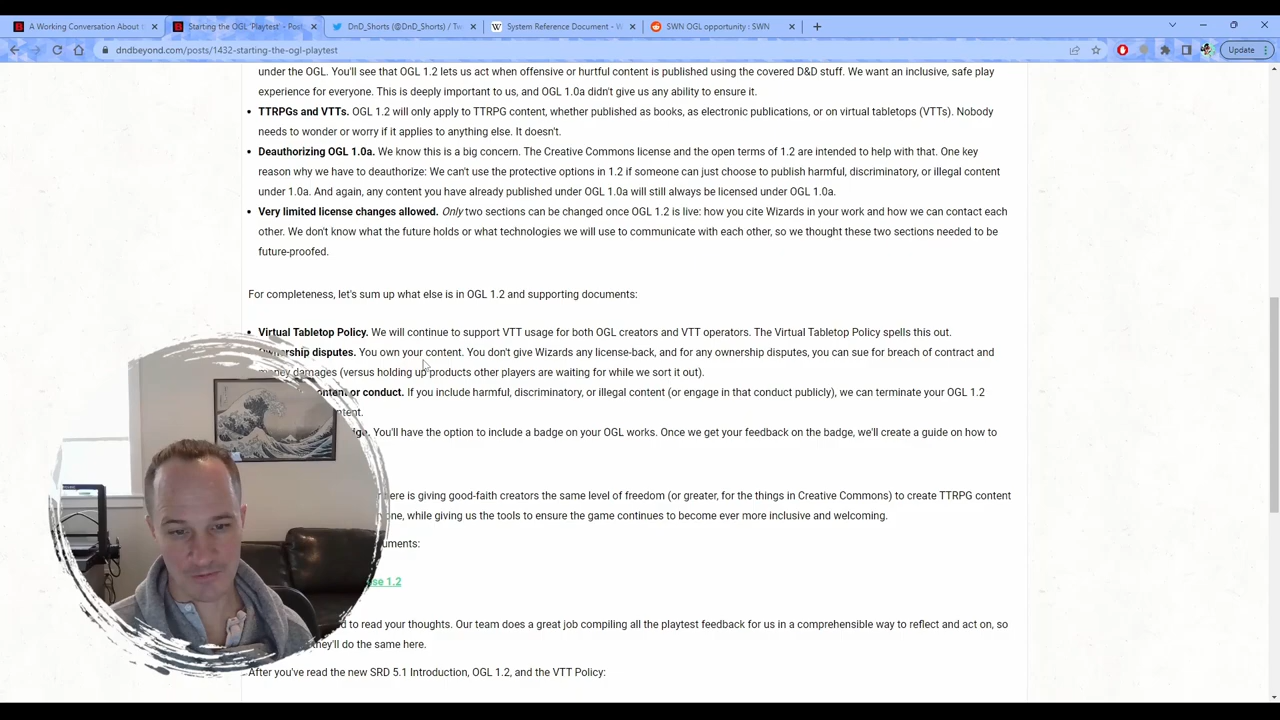 A Working Conversation About t
Starting the OGL "Playtest" - Post
DnD_Shorts (@DnD_Shorts) / Tw
System Reference Document - W
SWN OGL opportunity : SWN
dndbeyond.com/posts/1432-starting-the-ogl-playtest
Update
under the OGL. You'll see that OGL 1.2 lets us act when offensive or hurtful content is published using the covered D&D stuff. We want an inclusive, safe play
experience for everyone. This is deeply important to us, and OGL 1.0a didn't give us any ability to ensure it.
• TTRPGs and VTTs. OGL 1.2 will only apply to TTRPG content, whether published as books, as electronic publications, or on virtual tabletops (VTTs). Nobody
needs to wonder or worry if it applies to anything else. It doesn't.
• Deauthorizing OGL 1.0a. We know this is a big concern. The Creative Commons license and the open terms of 1.2 are intended to help with that. One key
reason why we have to deauthorize: We can't use the protective options in 1.2 if someone can just choose to publish harmful, discriminatory, or illegal content
under 1.0a. And again, any content you have already published under OGL 1.0a will still always be licensed under OGL 1.0a.
• Very limited license changes allowed. Only two sections can be changed once OGL 1.2 is live: how you cite Wizards in your work and how we can contact each
other. We don't know what the future holds or what technologies we will use to communicate with each other, so we thought these two sections needed to be
future-proofed.
For completeness, let's sum up what else is in OGL 1.2 and supporting documents:
• Virtual Tabletop Policy. We will continue to support VTT usage for both OGL creators and VTT operators. The Virtual Tabletop Policy spells this out.
Ownership disputes. You own your content. You don't give Wizards any license-back, and for any ownership disputes, you can sue for breach of contract and
money damages (versus holding up products other players are waiting for while we sort it out).
or conduct. If you include harmful, discriminatory, or illegal content (or engage in that conduct publicly), we can terminate your OGL 1.2
You'll have the option to include a badge on your OGL works. Once we get your feedback on the badge, we'll create a guide on how to
here is giving good-faith creators the same level of freedom (or greater, for the things in Creative Commons) to create TTRPG content
while giving us the tools to ensure the game continues to become ever more inclusive and welcoming.
1.2
to read your thoughts. Our team does a great job compiling all the playtest feedback for us in a comprehensible way to reflect and act on, so
they'll do the same here.
After you've read the new SRD 5.1 Introduction, OGL 1.2, and the VTT Policy: